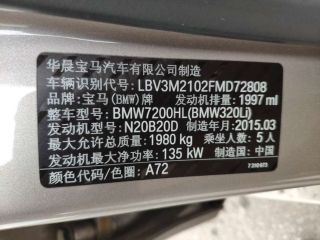 华晨宝马汽车有限公司制造
车辆识别代号: LBV3M2102FMD72808
品牌: 宝马(BMW)牌 发动机排量: 1997 ml
整车型号: BMW7200HL(BMW320Li)
发动机型号: N20B20D 制造年月: 2015.03
最大允许总质量: 1980 kg 乘坐人数: 5 人
发动机最大净功率: 135 kW 制造国: 中国
颜色代码/色圈: A72